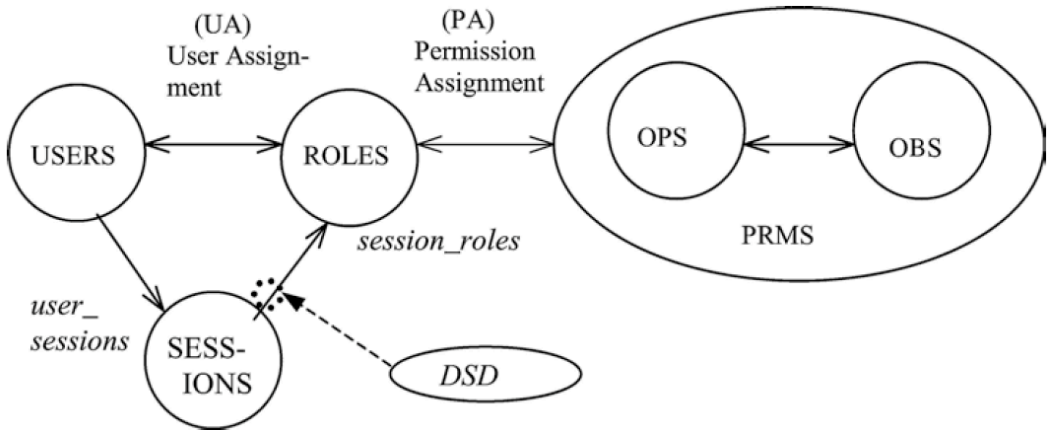 (UA)
User Assign-
ment
(PA)
Permission
Assignment
USERS
ROLES
OPS
OBS
PRMS
session_roles
user_
sessions
SESS-
IONS
DSD